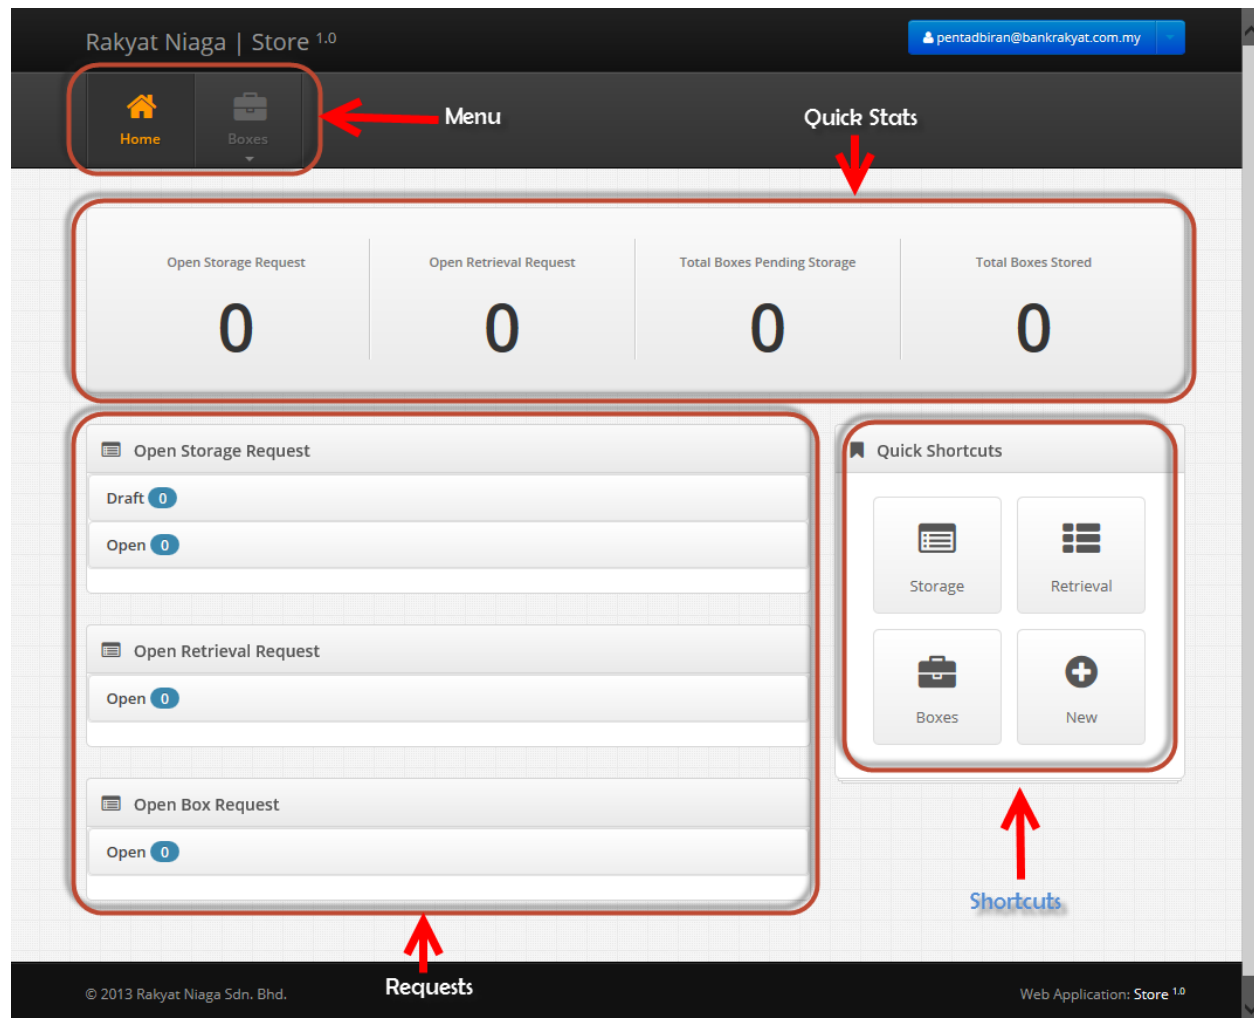 Rakyat Niaga | Store 1.0
pentadbiran@bankrakyat.com.my
Home
Boxes
Menu
Quick Stats
Open Storage Request
Open Retrieval Request
Total Boxes Pending Storage
Total Boxes Stored
0
0
0
0
Open Storage Request
Draft 0
Open 0
Open Retrieval Request
Open 0
Open Box Request
Open 0
Quick Shortcuts
Storage
Retrieval
Boxes
New
Shortcuts
Requests
© 2013 Rakyat Niaga Sdn. Bhd.
Web Application: Store 1.0